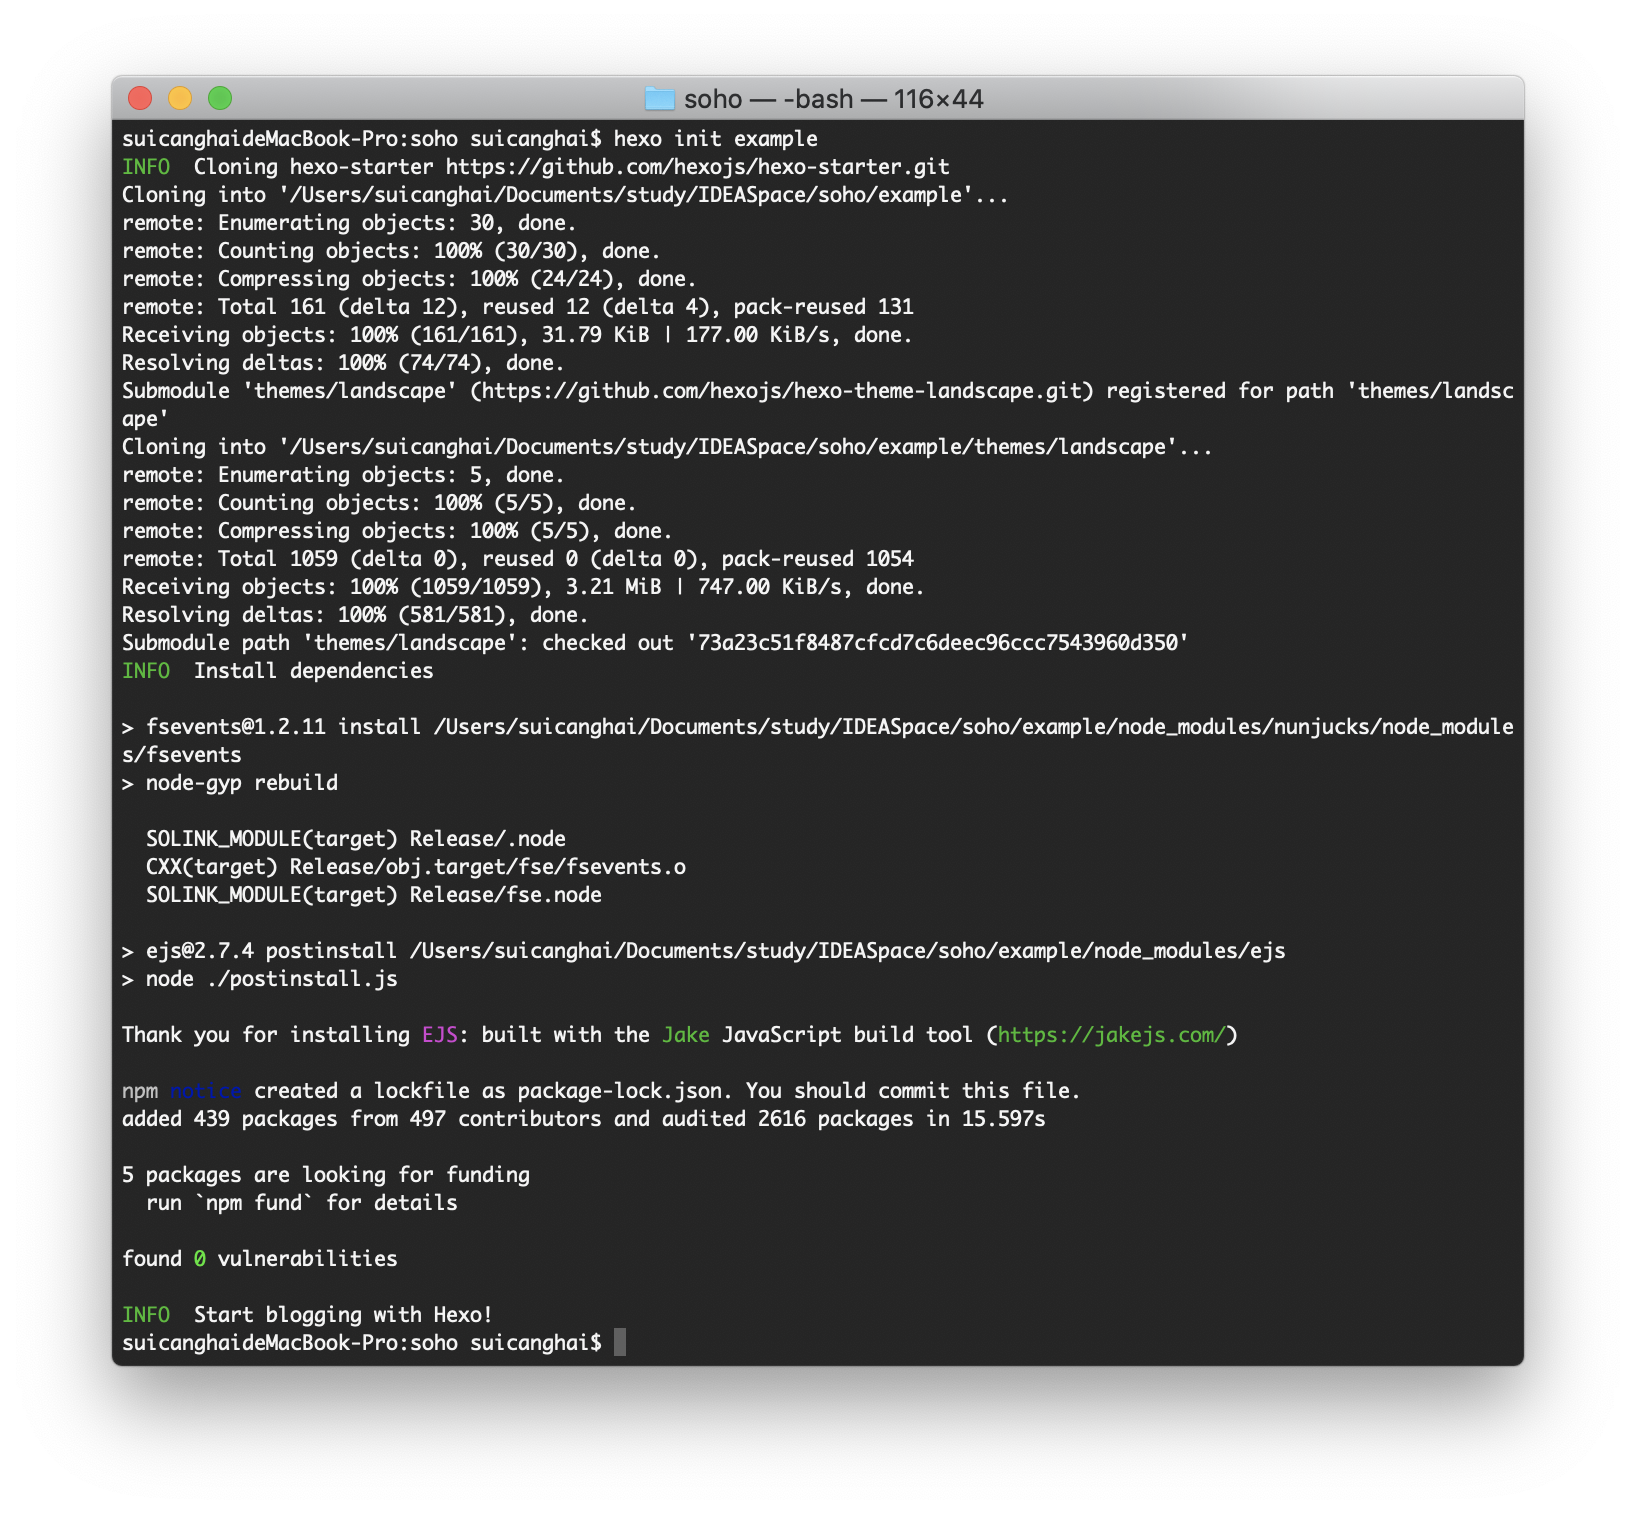 soho — -bash — 116×44
suicanghaideMacBook-Pro:soho suicanghai$ hexo init example
INFO  Cloning hexo-starter https://github.com/hexojs/hexo-starter.git
Cloning into '/Users/suicanghai/Documents/study/IDEASpace/soho/example'...
remote: Enumerating objects: 30, done.
remote: Counting objects: 100% (30/30), done.
remote: Compressing objects: 100% (24/24), done.
remote: Total 161 (delta 12), reused 12 (delta 4), pack-reused 131
Receiving objects: 100% (161/161), 31.79 KiB | 177.00 KiB/s, done.
Resolving deltas: 100% (74/74), done.
Submodule 'themes/landscape' (https://github.com/hexojs/hexo-theme-landscape.git) registered for path 'themes/landsc
ape'
Cloning into '/Users/suicanghai/Documents/study/IDEASpace/soho/example/themes/landscape'...
remote: Enumerating objects: 5, done.
remote: Counting objects: 100% (5/5), done.
remote: Compressing objects: 100% (5/5), done.
remote: Total 1059 (delta 0), reused 0 (delta 0), pack-reused 1054
Receiving objects: 100% (1059/1059), 3.21 MiB | 747.00 KiB/s, done.
Resolving deltas: 100% (581/581), done.
Submodule path 'themes/landscape': checked out '73a23c51f8487cfcd7c6deec96ccc7543960d350'
INFO  Install dependencies
> fsevents@1.2.11 install /Users/suicanghai/Documents/study/IDEASpace/soho/example/node_modules/nunjucks/node_module
s/fsevents
> node-gyp rebuild
  SOLINK_MODULE(target) Release/.node
  CXX(target) Release/obj.target/fse/fsevents.o
  SOLINK_MODULE(target) Release/fse.node
> ejs@2.7.4 postinstall /Users/suicanghai/Documents/study/IDEASpace/soho/example/node_modules/ejs
> node ./postinstall.js
Thank you for installing EJS: built with the Jake JavaScript build tool (https://jakejs.com/)
npm notice created a lockfile as package-lock.json. You should commit this file.
added 439 packages from 497 contributors and audited 2616 packages in 15.597s
5 packages are looking for funding
  run `npm fund` for details
found 0 vulnerabilities
INFO  Start blogging with Hexo!
suicanghaideMacBook-Pro:soho suicanghai$